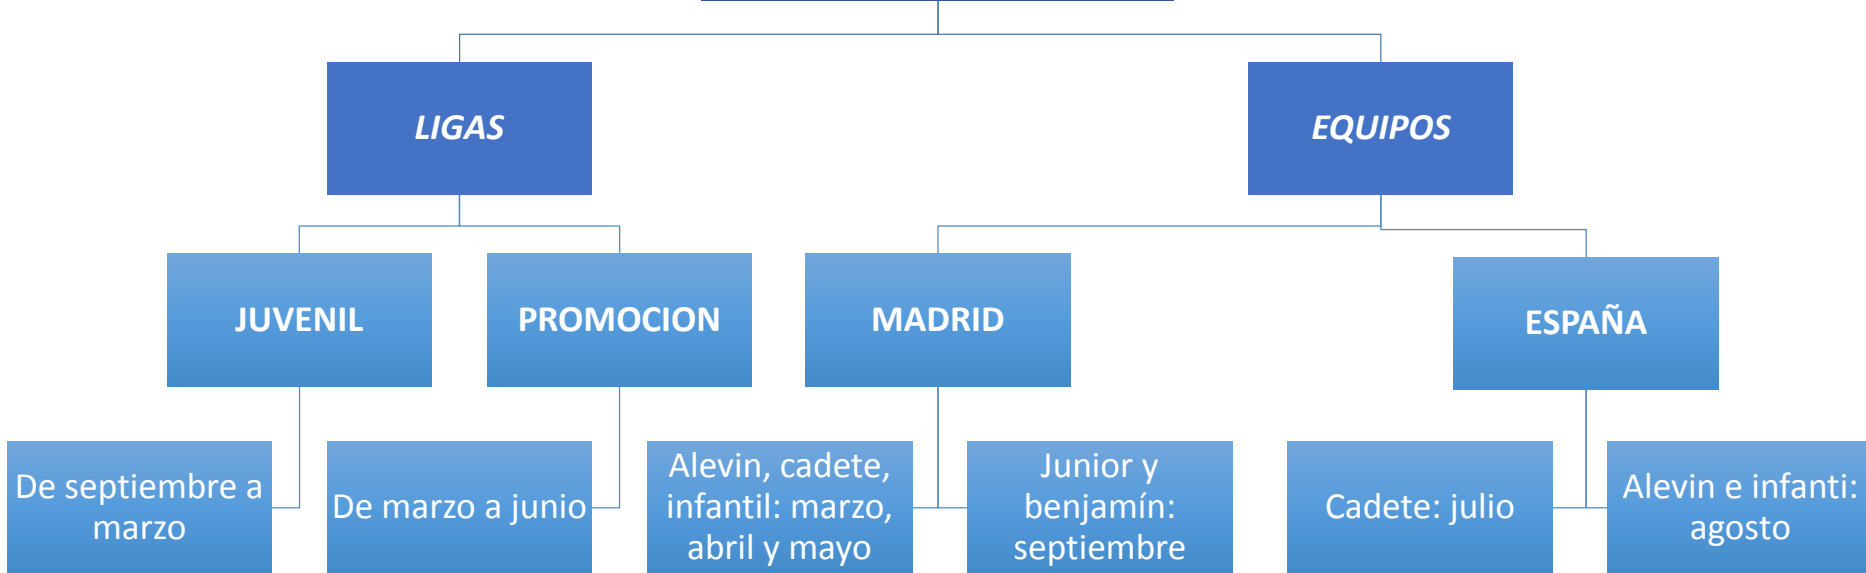 LIGAS
EQUIPOS
JUVENIL
PROMOCION
MADRID
ESPAÑA
De septiembre a
marzo
De marzo a junio
Alevin, cadete,
infantil: marzo,
abril y mayo
Junior y
benjamín:
septiembre
Cadete: julio
Alevin e infanti:
agosto